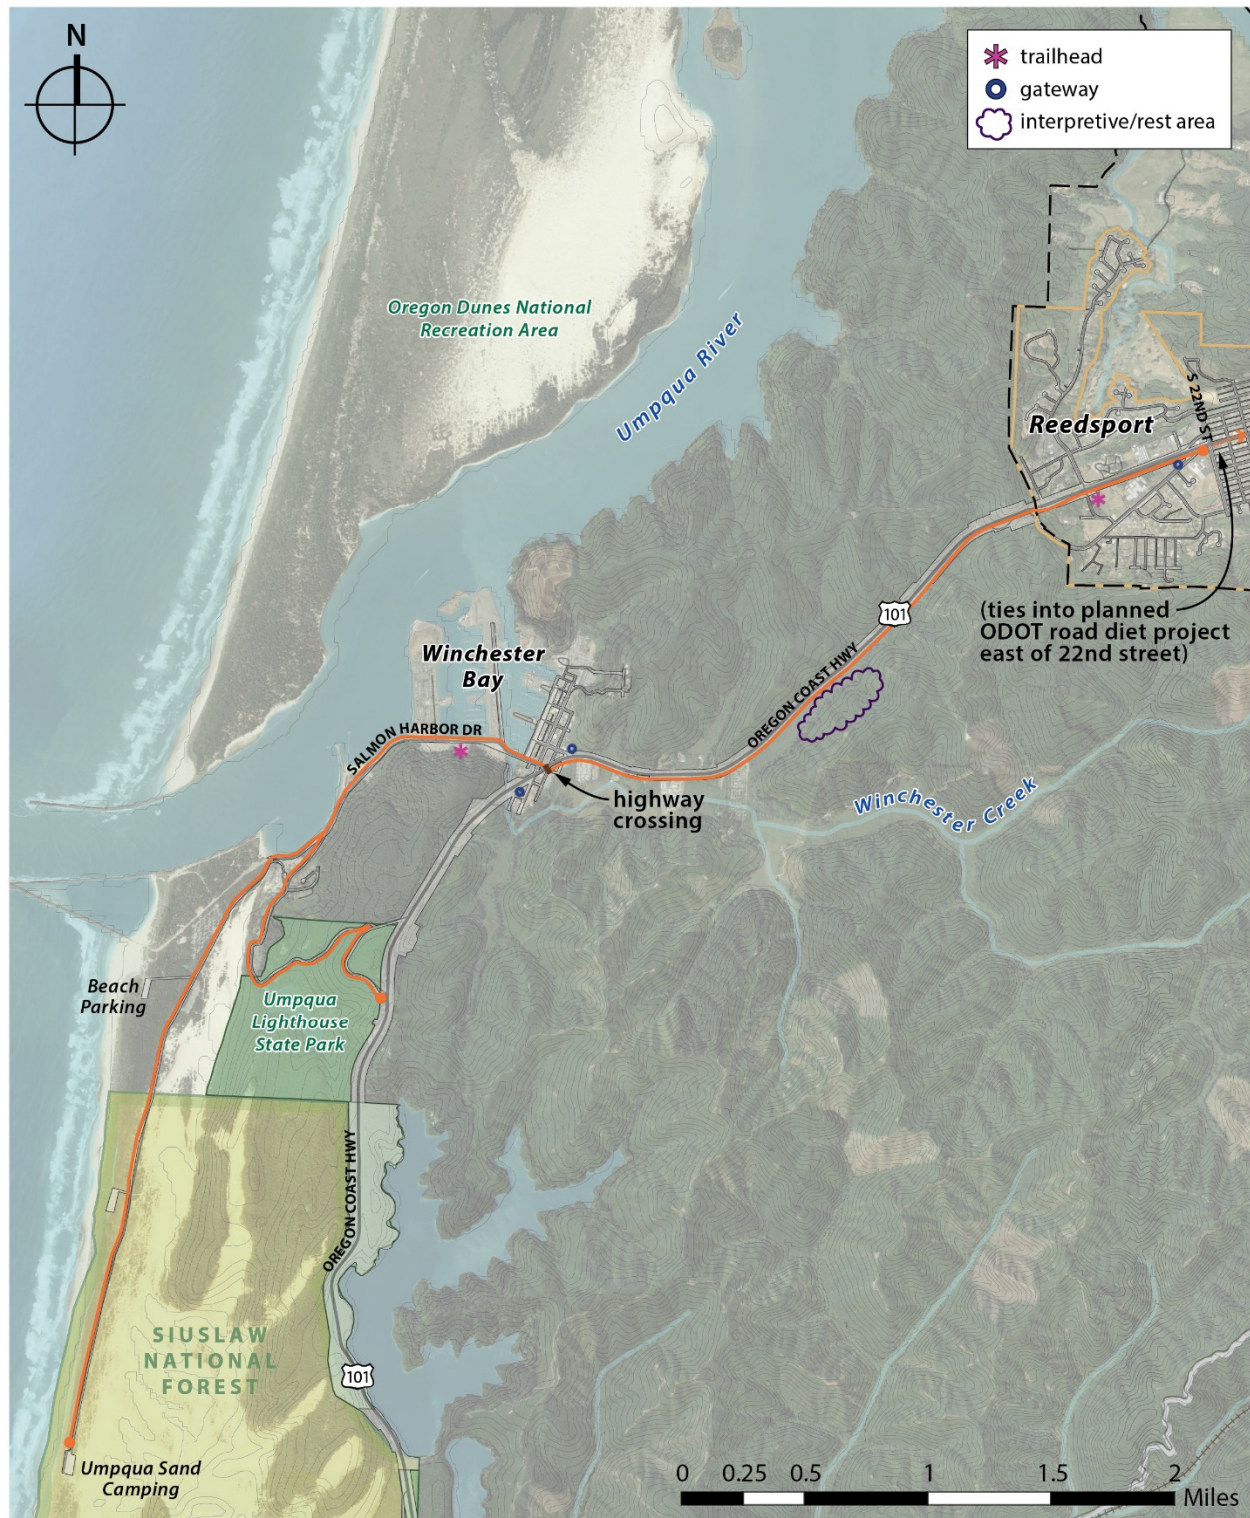 N
trailhead
gateway
interpretive/rest area
Oregon Dunes National
Recreation Area
Umpqua River
S 22ND ST
Reedsport
101
(ties into planned
ODOT road diet project
east of 22nd street)
Winchester
Bay
OREGON COAST HWY
SALMON HARBOR DR
highway
crossing
Winchester Creek
Beach
Parking
Umpqua
Lighthouse
State Park
OREGON COAST HWY
SIUSLAW
NATIONAL
FOREST
101
Umpqua Sand
Camping
0 0.25 0.5 1 1.5 2
Miles